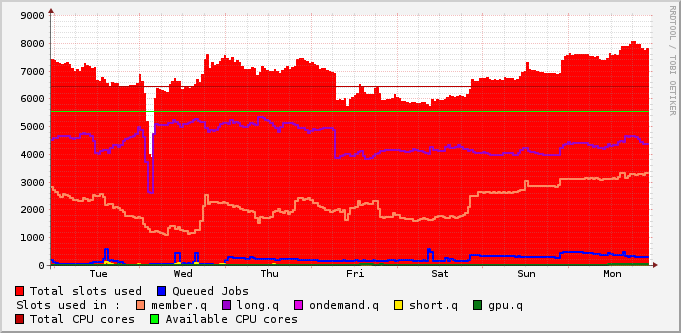 RRDTOOL / TOBI OETIKER
9000
8000
7000
6000
5000
4000
3000
2000
1000
0
Tue Wed Thu Fri Sat Sun Mon
Total slots used Queued Jobs
Slots used in : member.q long.q ondemand.q short.q gpu.q
Total CPU cores Available CPU cores